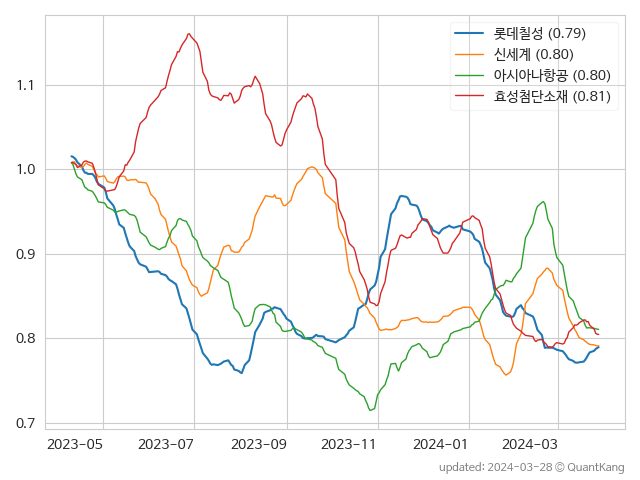 롯데칠성 (0.79)
신세계 (0.80)
아시아나항공 (0.80)
효성첨단소재 (0.81)
1.1
1.0
0.9
0.8
0.7
2023-05 2023-07 2023-09 2023-11 2024-01 2024-03
updated: 2024-03-28 © QuantKang